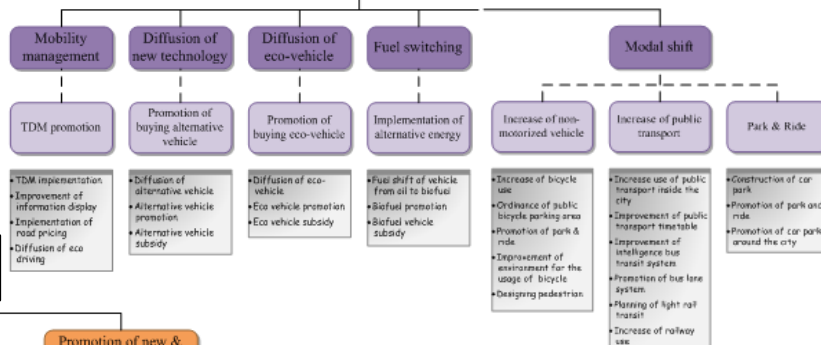 Mobility
management
Diffusion of
new technology
Diffusion of
eco-vehicle
Fuel switching
Modal shift
TDM promotion
Promotion of
buying alternative
vehicle
Promotion of
buying eco-vehicle
Implementation of
alternative energy
Increase of non-
motorized vehicle
Increase of public
transport
Park & Ride
•TDM implementation
•Improvement of
information display
•Implementation of
road pricing
•Diffusion of eco
driving
•Diffusion of
alternative vehicle
•Alternative vehicle
promotion
•Alternative vehicle
subsidy
•Diffusion of eco-
vehicle
•Eco vehicle promotion
•Eco vehicle subsidy
•Fuel shift of vehicle
from oil to biofuel
•Biofuel promotion
•Biofuel vehicle
subsidy
•Increase of bicycle
use
•Ordinance of public
bicycle parking area
•Promotion of park &
ride
•Improvement of
environment for the
usage of bicycle
•Designing pedestrian
•Increase use of public
transport inside the
city
•Improvement of public
transport timetable
•Improvement of
intelligence bus
transit system
•Promotion of bus lane
system
•Planning of light rail
transit
•Increase of railway
use
•Construction of car
park
•Promotion of park and
ride
•Promotion of car park
around the city
Promotion of new &